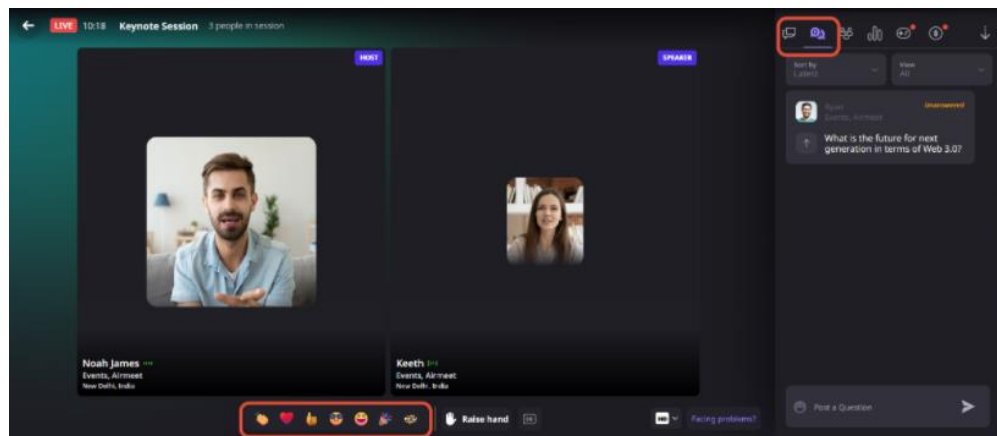 LIVE 10:18 Keynote Session 3 people in session
HOST
SPEAKER
Noah James
Events, Airmeet
New Delhi, India
Keeth
Events, Airmeet
New Delhi, India
Raise hand
HD
Facing problems?
Sort by
Latest
View
All
Ryan
Unanswered
Events, Airmeet
What is the future for next
generation in terms of Web 3.0?
Post a Question